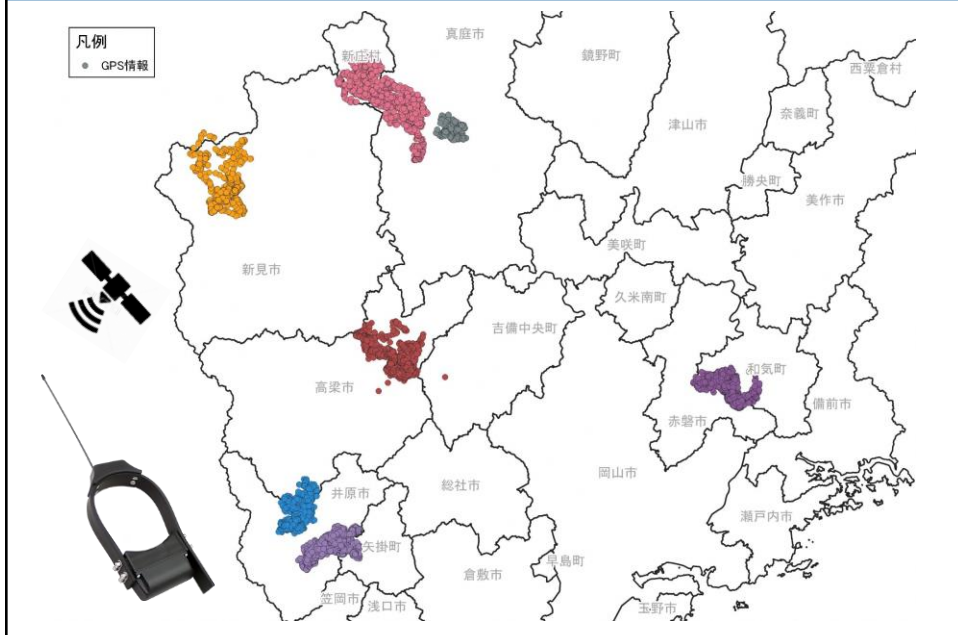 凡例
GPS情報
新庄村
真庭市
鏡野町
西粟倉村
奈義町
津山市
勝央町
美作市
新見市
美咲町
久米南町
吉備中央町
和気町
高梁市
赤磐市
備前市
岡山市
井原市
総社市
瀬戸内市
矢掛町
早島町
倉敷市
笠岡市
浅口市
玉野市